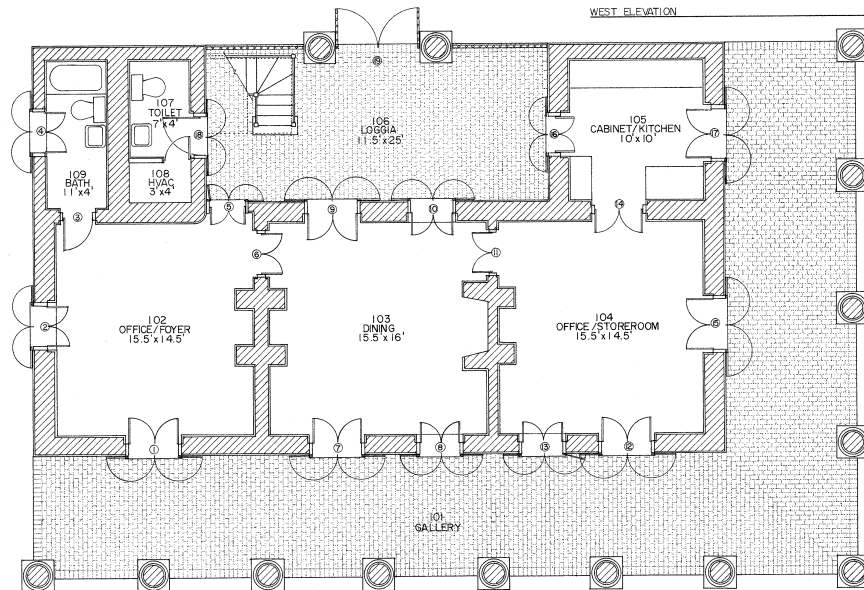 WEST ELEVATION
19
107
TOILET
7'x4'
18
4
106
LOGGIA
11.5'x25'
16
105
CABINET/KITCHEN
10'x10'
17
109
BATH
11'x4'
108
HVAC
3'x4'
3
5
9
10
14
6
11
2
102
OFFICE/FOYER
15.5'x14.5'
103
DINING
15.5'x16'
104
OFFICE/STOREROOM
15.5'x14.5'
15
1
7
8
13
12
101
GALLERY